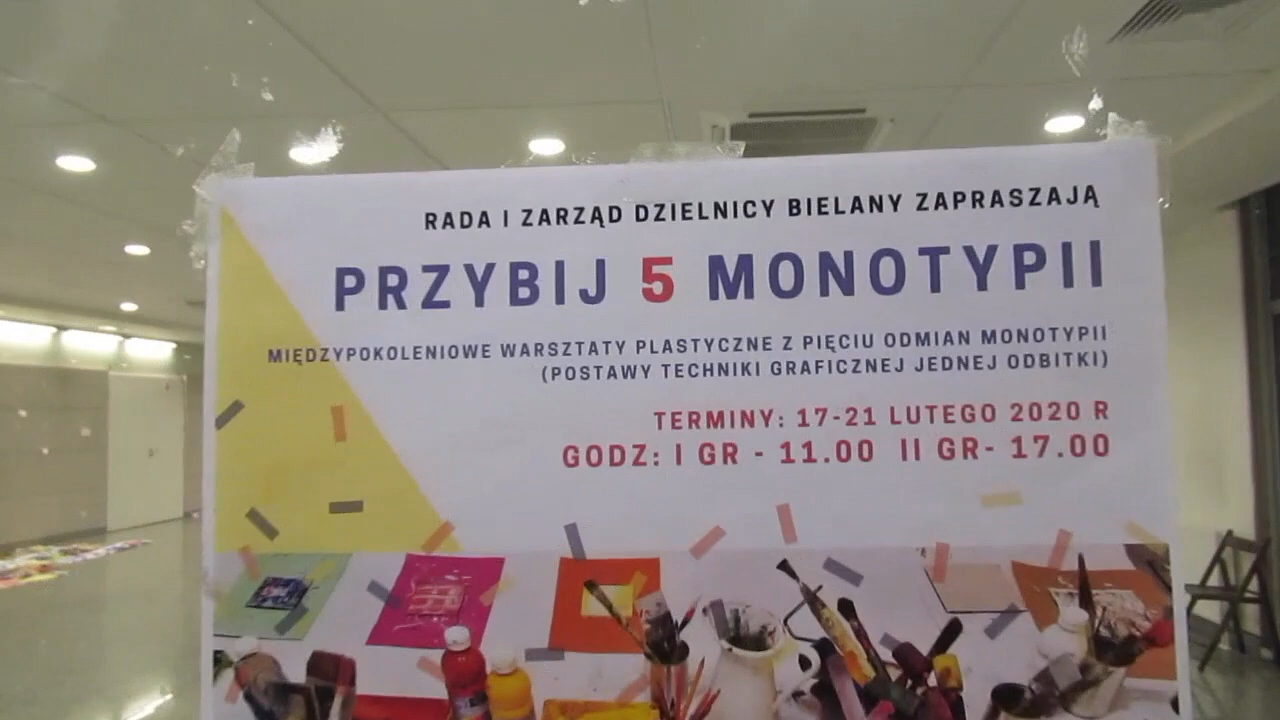 RADA I ZARZĄD DZIELNICY BIELANY ZAPRASZAJĄ
PRZYBIJ 5 MONOTYPII
MIĘDZYPOKOLENIOWE WARSZTATY PLASTYCZNE Z PIĘCIU ODMIAN MONOTYPII
(POSTAWY TECHNIKI GRAFICZNEJ JEDNEJ ODBITKI)
TERMINY: 17-21 LUTEGO 2020 R
GODZ: I GR - 11.00 II GR- 17.00